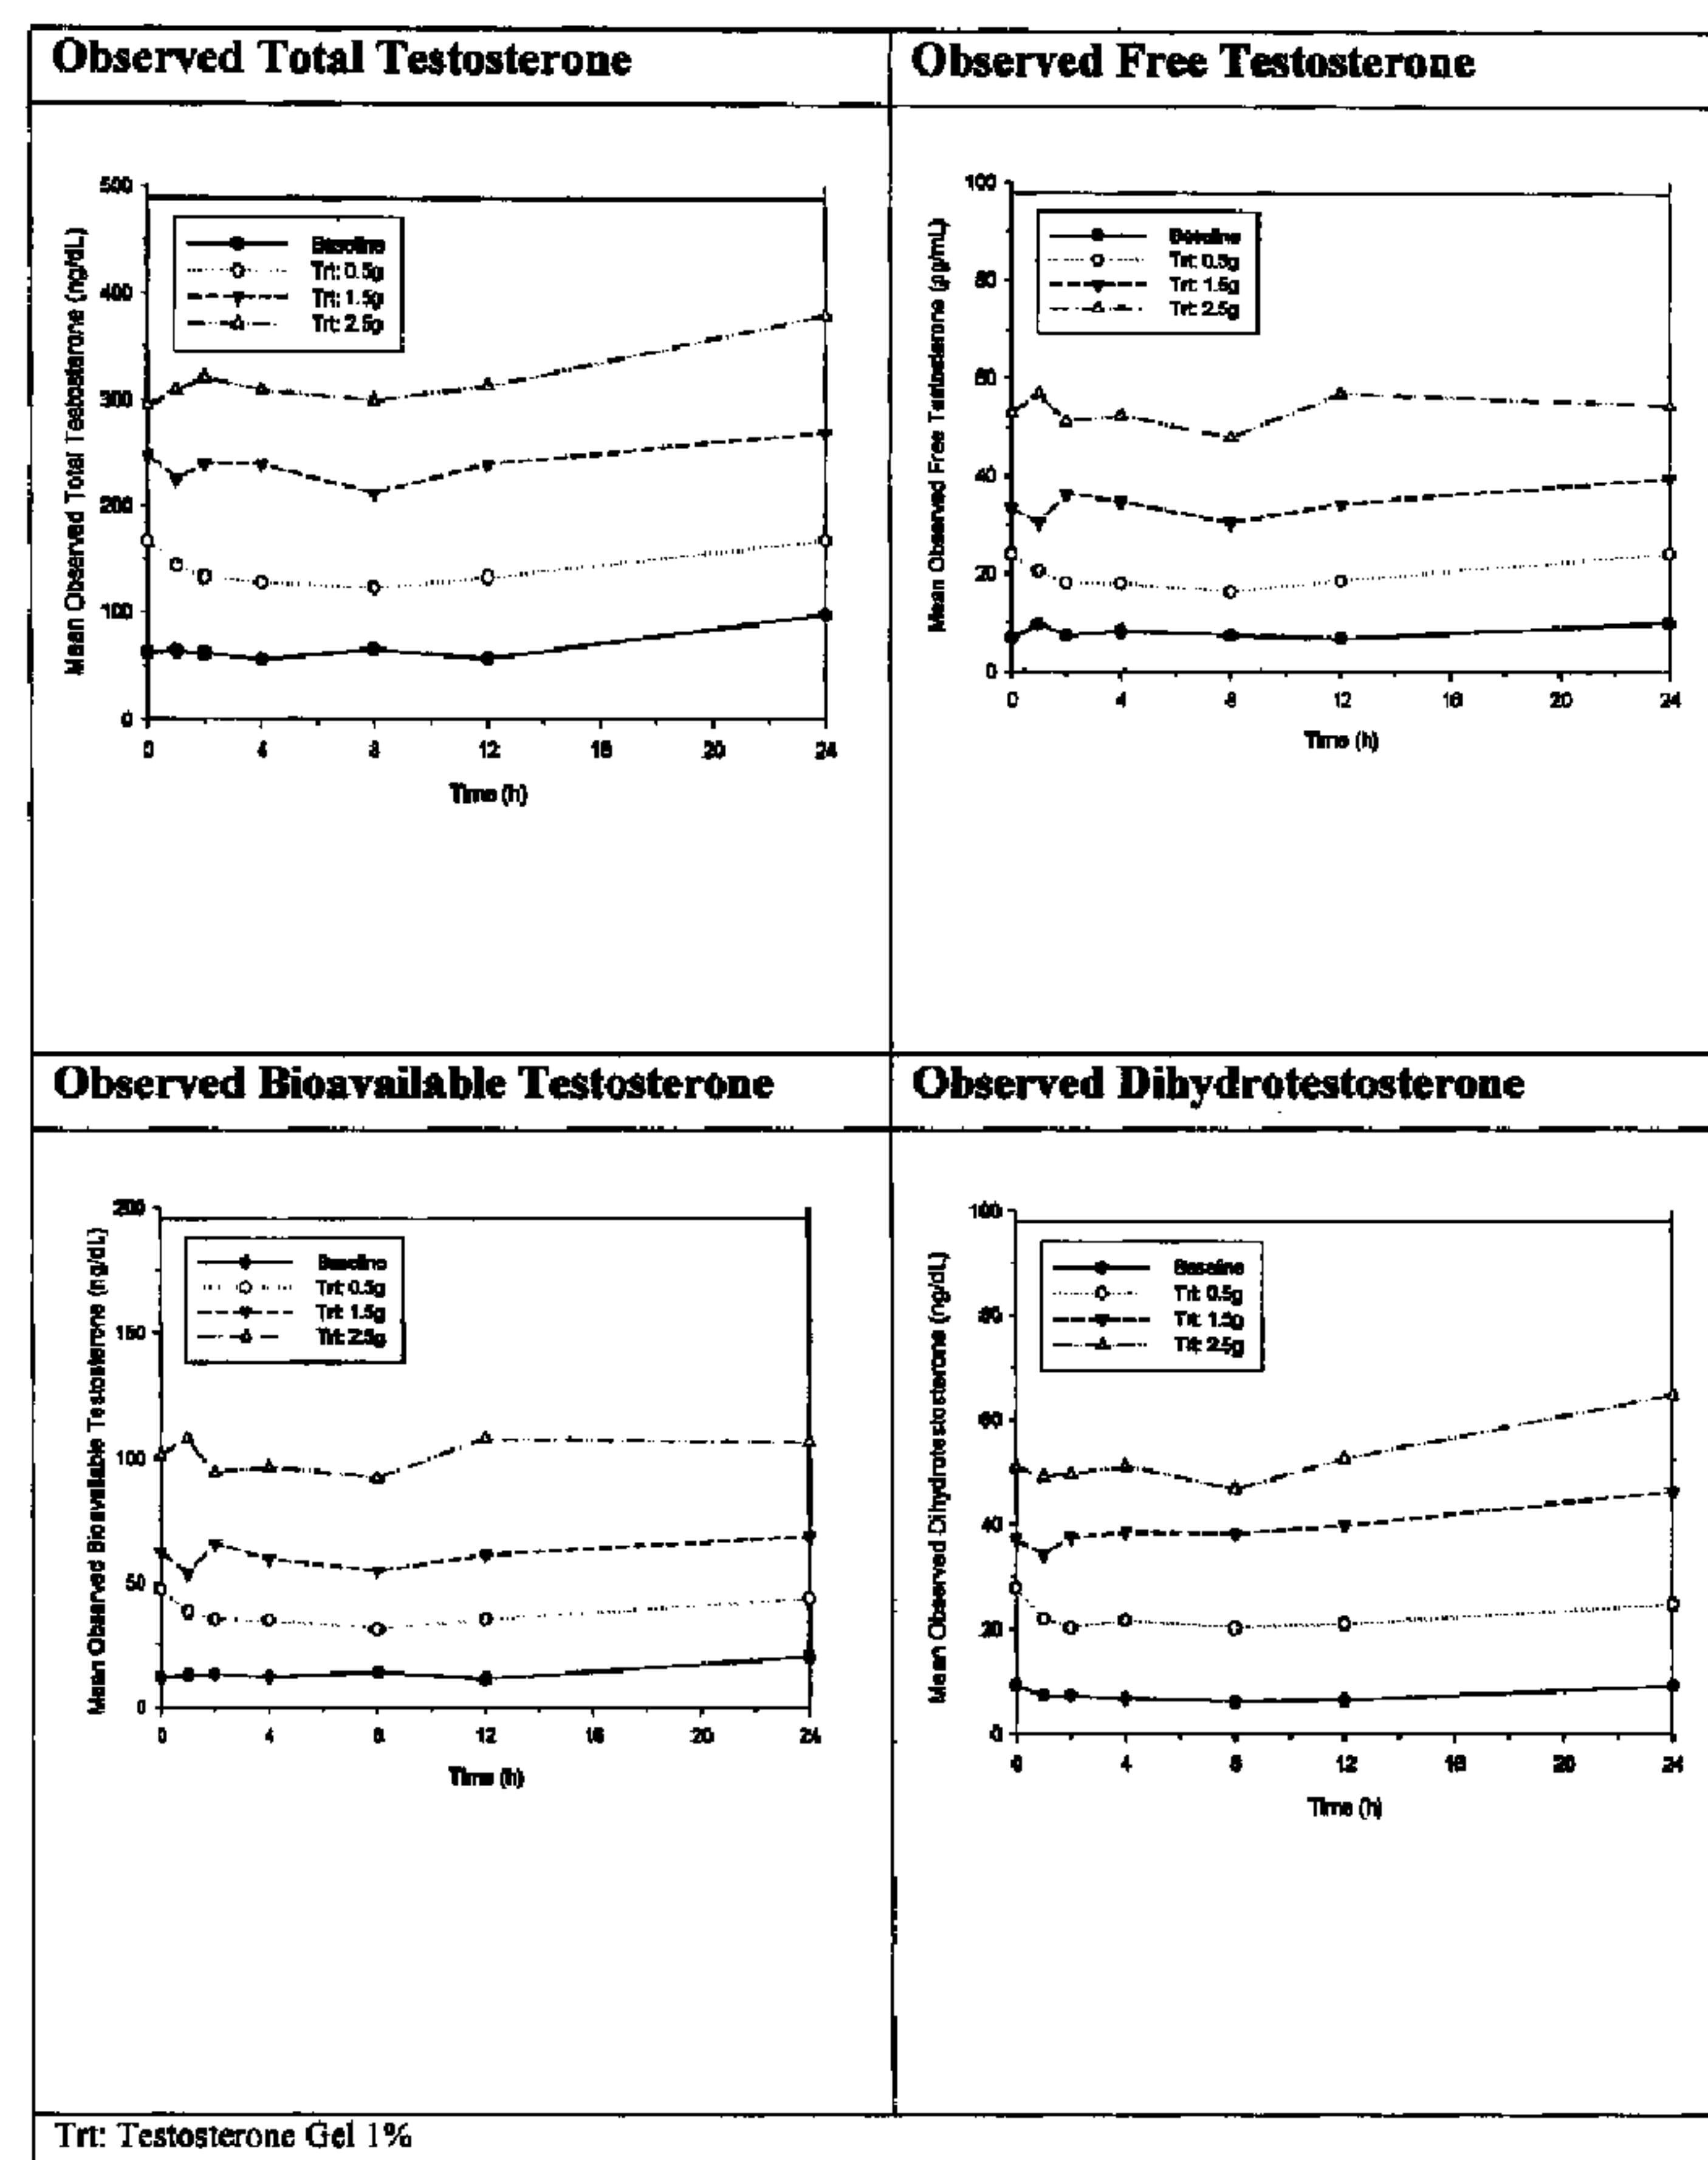 Observed Total Testosterone
Observed Free Testosterone
Mean Observed Total Testosterone (ng/dL)
500
400
300
200
100
0
Baseline
Trt: 0.5g
Trt: 1.5g
Trt: 2.5g
0 4 8 12 16 20 24
Time (h)
Mean Observed Free Testosterone (pg/mL)
100
80
60
40
20
0
Baseline
Trt: 0.5g
Trt: 1.5g
Trt: 2.5g
0 4 8 12 16 20 24
Time (h)
Observed Bioavailable Testosterone
Observed Dihydrotestosterone
Mean Observed Bioavailable Testosterone (ng/dL)
200
150
100
50
0
Baseline
Trt: 0.5g
Trt: 1.5g
Trt: 2.5g
0 4 8 12 16 20 24
Time (h)
Mean Observed Dihydrotestosterone (ng/dL)
100
80
60
40
20
0
Baseline
Trt: 0.5g
Trt: 1.5g
Trt: 2.5g
0 4 8 12 16 20 24
Time (h)
Trt: Testosterone Gel 1%